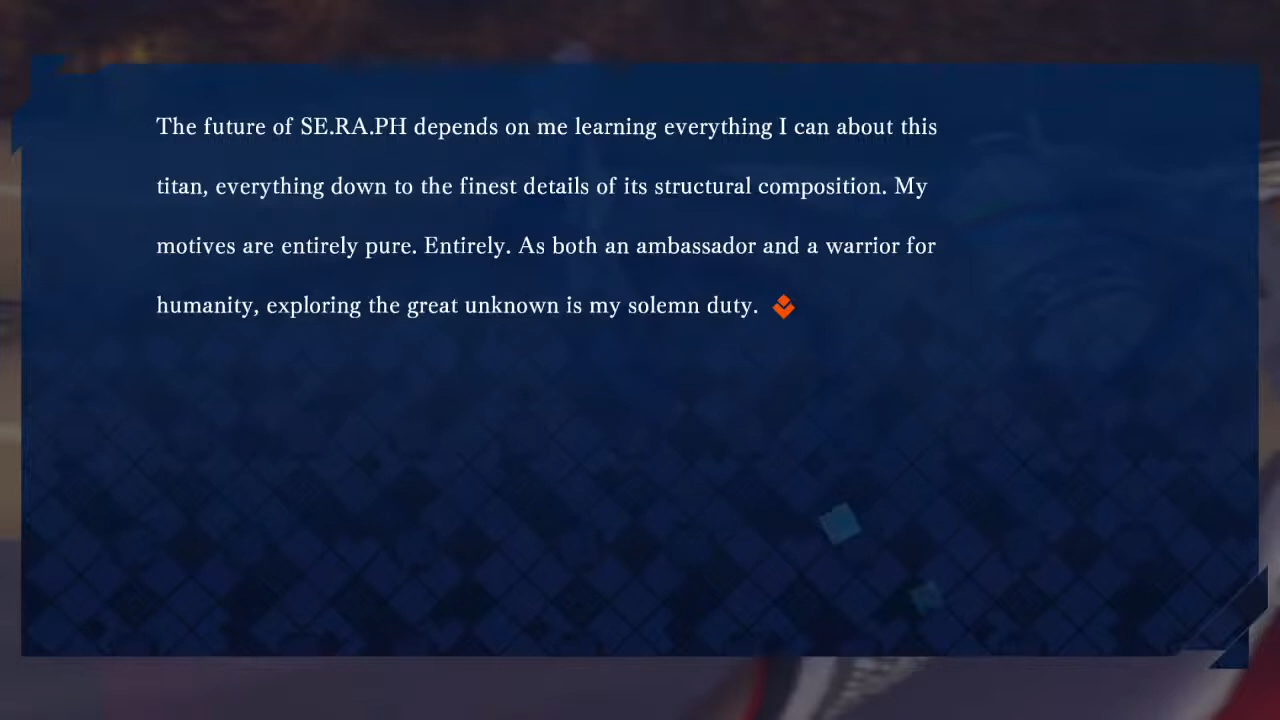 The future of SE.RA.PH depends on me learning everything I can about this
titan, everything down to the finest details of its structural composition. My
motives are entirely pure. Entirely. As both an ambassador and a warrior for
humanity, exploring the great unknown is my solemn duty.